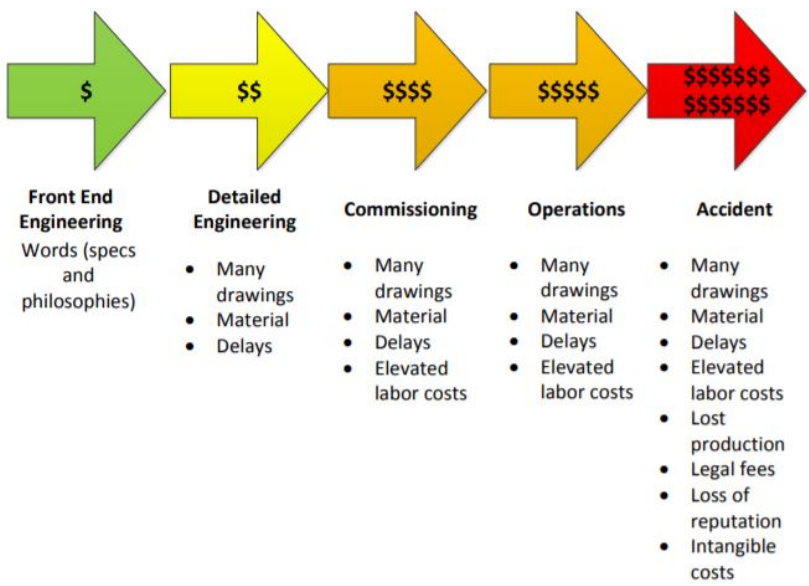 $
$$
$$$$
$$$$$
$$$$$$$
$$$$$$$
Front End
Engineering
Words (specs
and
philosophies)
Detailed
Engineering
• Many
drawings
• Material
• Delays
Commissioning
• Many
drawings
• Material
• Delays
• Elevated
labor costs
Operations
• Many
drawings
• Material
• Delays
• Elevated
labor costs
Accident
• Many
drawings
• Material
• Delays
• Elevated
labor costs
• Lost
production
• Legal fees
• Loss of
reputation
• Intangible
costs